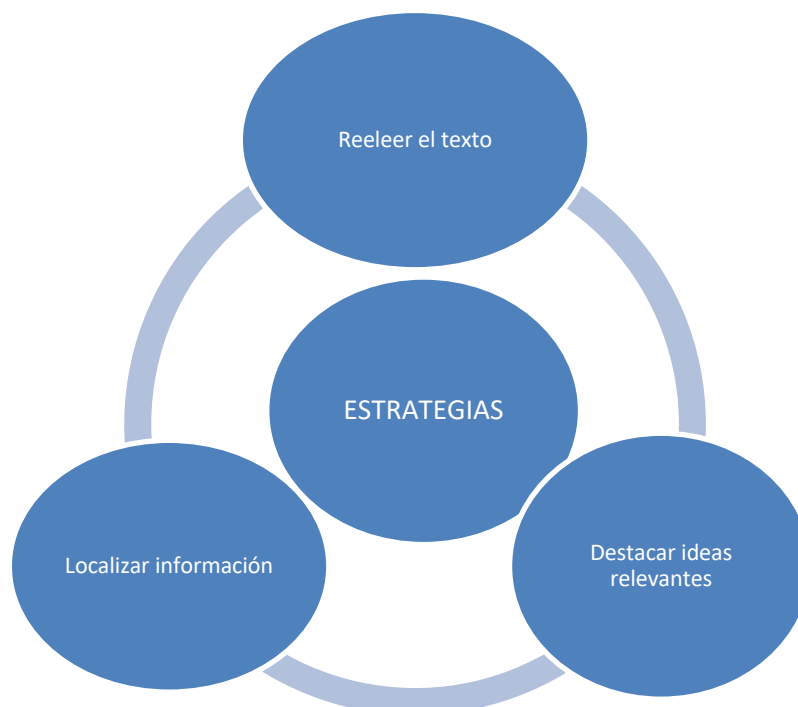 Reeleer el texto
ESTRATEGIAS
Localizar información
Destacar ideas
relevantes